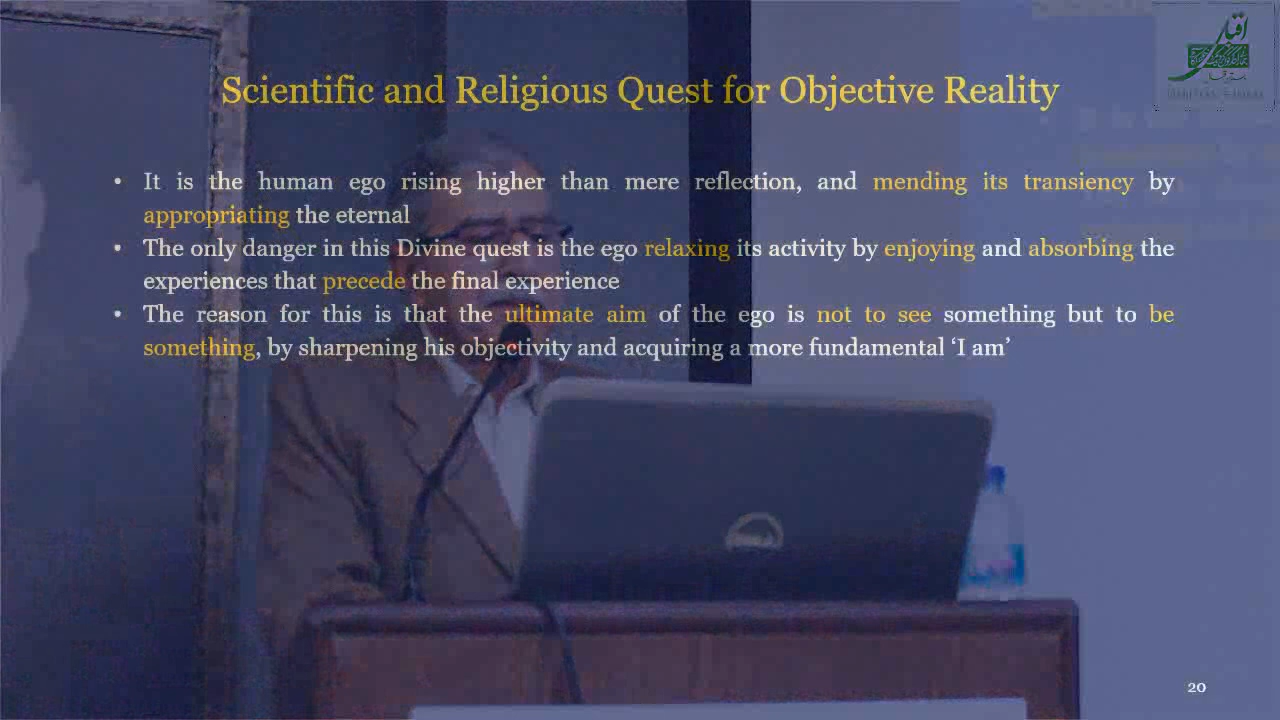 اقبال
Scientific and Religious Quest for Objective Reality
• It is the human ego rising higher than mere reflection, and mending its transiency by
appropriating the eternal
• The only danger in this Divine quest is the ego relaxing its activity by enjoying and absorbing the
experiences that precede the final experience
• The reason for this is that the ultimate aim of the ego is not to see something but to be
something, by sharpening his objectivity and acquiring a more fundamental ‘I am’
20